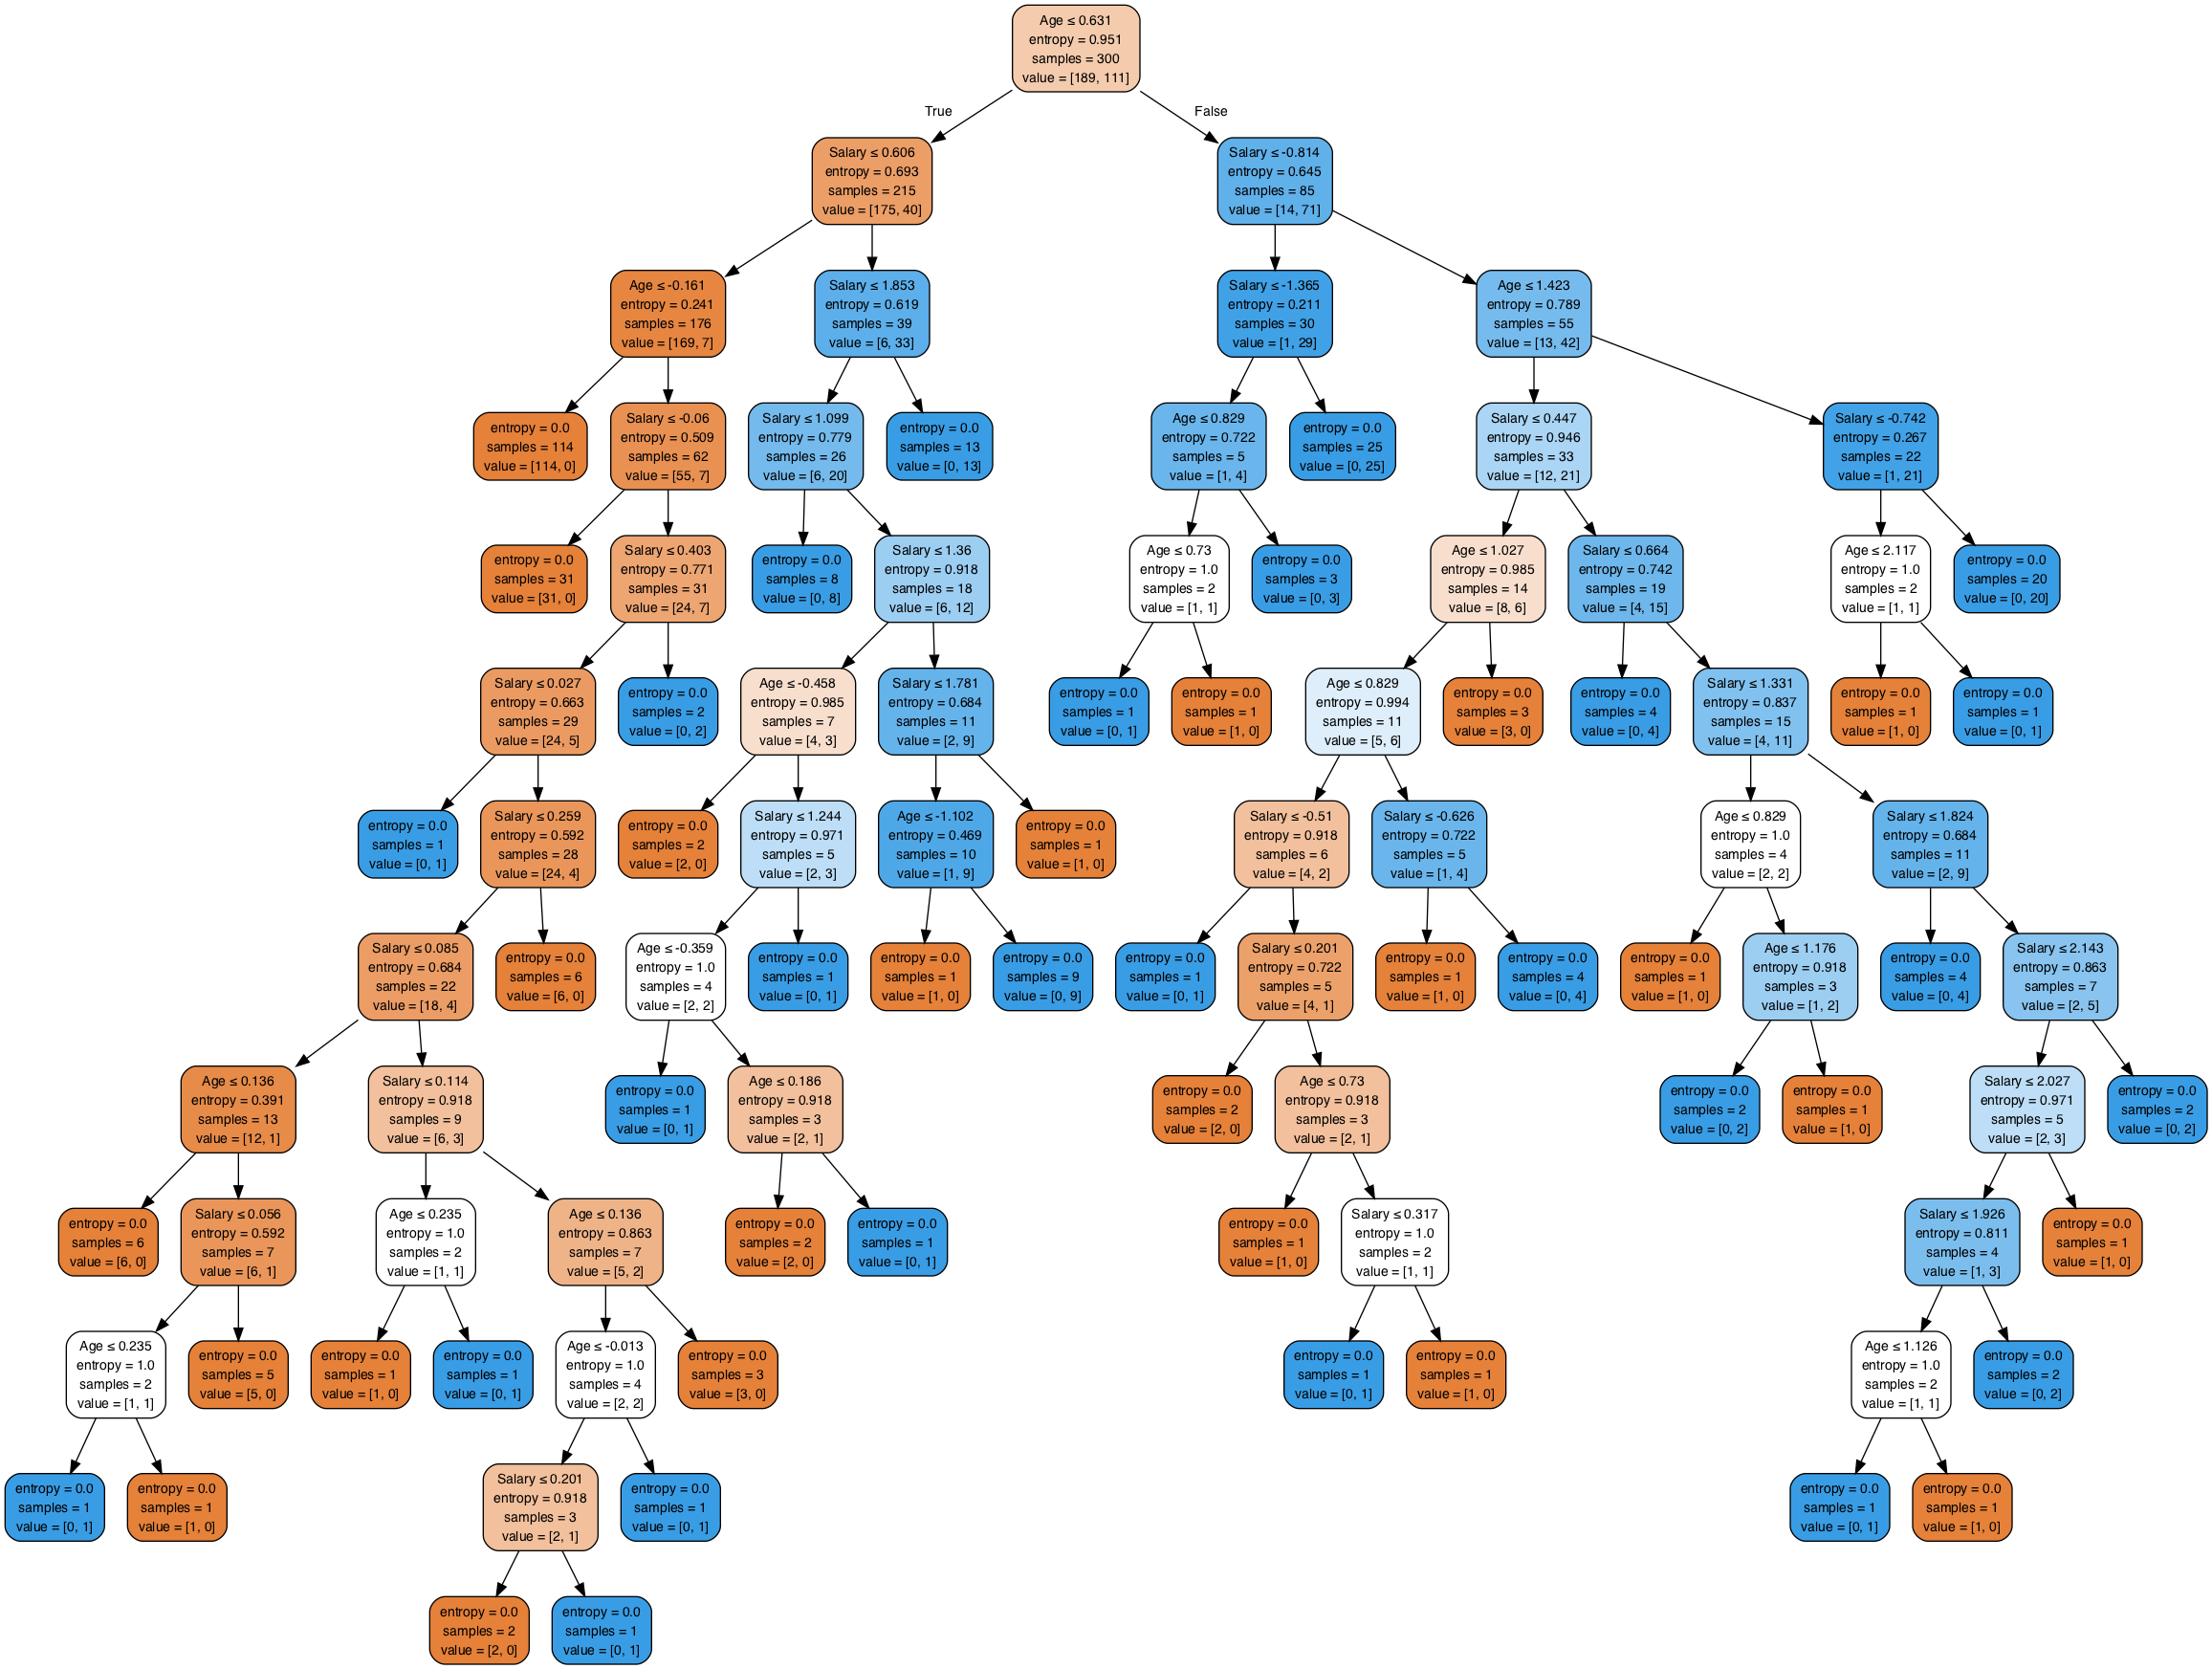 Age ≤ 0.631
entropy = 0.951
samples = 300
value = [189, 111]
True
False
Salary ≤ 0.606
entropy = 0.693
samples = 215
value = [175, 40]
Salary ≤ -0.814
entropy = 0.645
samples = 85
value = [14, 71]
Age ≤ -0.161
entropy = 0.241
samples = 176
value = [169, 7]
Salary ≤ 1.853
entropy = 0.619
samples = 39
value = [6, 33]
Salary ≤ -1.365
entropy = 0.211
samples = 30
value = [1, 29]
Age ≤ 1.423
entropy = 0.789
samples = 55
value = [13, 42]
entropy = 0.0
samples = 114
value = [114, 0]
Salary ≤ -0.06
entropy = 0.509
samples = 62
value = [55, 7]
Salary ≤ 1.099
entropy = 0.779
samples = 26
value = [6, 20]
entropy = 0.0
samples = 13
value = [0, 13]
Age ≤ 0.829
entropy = 0.722
samples = 5
value = [1, 4]
entropy = 0.0
samples = 25
value = [0, 25]
Salary ≤ 0.447
entropy = 0.946
samples = 33
value = [12, 21]
Salary ≤ -0.742
entropy = 0.267
samples = 22
value = [1, 21]
entropy = 0.0
samples = 31
value = [31, 0]
Salary ≤ 0.403
entropy = 0.771
samples = 31
value = [24, 7]
entropy = 0.0
samples = 8
value = [0, 8]
Salary ≤ 1.36
entropy = 0.918
samples = 18
value = [6, 12]
Age ≤ 0.73
entropy = 1.0
samples = 2
value = [1, 1]
entropy = 0.0
samples = 3
value = [0, 3]
Age ≤ 1.027
entropy = 0.985
samples = 14
value = [8, 6]
Salary ≤ 0.664
entropy = 0.742
samples = 19
value = [4, 15]
Age ≤ 2.117
entropy = 1.0
samples = 2
value = [1, 1]
entropy = 0.0
samples = 20
value = [0, 20]
Salary ≤ 0.027
entropy = 0.663
samples = 29
value = [24, 5]
entropy = 0.0
samples = 2
value = [0, 2]
Age ≤ -0.458
entropy = 0.985
samples = 7
value = [4, 3]
Salary ≤ 1.781
entropy = 0.684
samples = 11
value = [2, 9]
entropy = 0.0
samples = 1
value = [0, 1]
entropy = 0.0
samples = 1
value = [1, 0]
Age ≤ 0.829
entropy = 0.994
samples = 11
value = [5, 6]
entropy = 0.0
samples = 3
value = [3, 0]
entropy = 0.0
samples = 4
value = [0, 4]
Salary ≤ 1.331
entropy = 0.837
samples = 15
value = [4, 11]
entropy = 0.0
samples = 1
value = [1, 0]
entropy = 0.0
samples = 1
value = [0, 1]
entropy = 0.0
samples = 1
value = [0, 1]
Salary ≤ 0.259
entropy = 0.592
samples = 28
value = [24, 4]
entropy = 0.0
samples = 2
value = [2, 0]
Salary ≤ 1.244
entropy = 0.971
samples = 5
value = [2, 3]
Age ≤ -1.102
entropy = 0.469
samples = 10
value = [1, 9]
entropy = 0.0
samples = 1
value = [1, 0]
Salary ≤ -0.51
entropy = 0.918
samples = 6
value = [4, 2]
Salary ≤ -0.626
entropy = 0.722
samples = 5
value = [1, 4]
Age ≤ 0.829
entropy = 1.0
samples = 4
value = [2, 2]
Salary ≤ 1.824
entropy = 0.684
samples = 11
value = [2, 9]
Salary ≤ 0.085
entropy = 0.684
samples = 22
value = [18, 4]
entropy = 0.0
samples = 6
value = [6, 0]
Age ≤ -0.359
entropy = 1.0
samples = 4
value = [2, 2]
entropy = 0.0
samples = 1
value = [0, 1]
entropy = 0.0
samples = 1
value = [1, 0]
entropy = 0.0
samples = 9
value = [0, 9]
entropy = 0.0
samples = 1
value = [0, 1]
Salary ≤ 0.201
entropy = 0.722
samples = 5
value = [4, 1]
entropy = 0.0
samples = 1
value = [1, 0]
entropy = 0.0
samples = 4
value = [0, 4]
entropy = 0.0
samples = 1
value = [1, 0]
Age ≤ 1.176
entropy = 0.918
samples = 3
value = [1, 2]
entropy = 0.0
samples = 4
value = [0, 4]
Salary ≤ 2.143
entropy = 0.863
samples = 7
value = [2, 5]
Age ≤ 0.136
entropy = 0.391
samples = 13
value = [12, 1]
Salary ≤ 0.114
entropy = 0.918
samples = 9
value = [6, 3]
entropy = 0.0
samples = 1
value = [0, 1]
Age ≤ 0.186
entropy = 0.918
samples = 3
value = [2, 1]
entropy = 0.0
samples = 2
value = [2, 0]
Age ≤ 0.73
entropy = 0.918
samples = 3
value = [2, 1]
entropy = 0.0
samples = 2
value = [0, 2]
entropy = 0.0
samples = 1
value = [1, 0]
Salary ≤ 2.027
entropy = 0.971
samples = 5
value = [2, 3]
entropy = 0.0
samples = 2
value = [0, 2]
entropy = 0.0
samples = 6
value = [6, 0]
Salary ≤ 0.056
entropy = 0.592
samples = 7
value = [6, 1]
Age ≤ 0.235
entropy = 1.0
samples = 2
value = [1, 1]
Age ≤ 0.136
entropy = 0.863
samples = 7
value = [5, 2]
entropy = 0.0
samples = 2
value = [2, 0]
entropy = 0.0
samples = 1
value = [0, 1]
entropy = 0.0
samples = 1
value = [1, 0]
Salary ≤ 0.317
entropy = 1.0
samples = 2
value = [1, 1]
Salary ≤ 1.926
entropy = 0.811
samples = 4
value = [1, 3]
entropy = 0.0
samples = 1
value = [1, 0]
Age ≤ 0.235
entropy = 1.0
samples = 2
value = [1, 1]
entropy = 0.0
samples = 5
value = [5, 0]
entropy = 0.0
samples = 1
value = [1, 0]
entropy = 0.0
samples = 1
value = [0, 1]
Age ≤ -0.013
entropy = 1.0
samples = 4
value = [2, 2]
entropy = 0.0
samples = 3
value = [3, 0]
entropy = 0.0
samples = 1
value = [0, 1]
entropy = 0.0
samples = 1
value = [1, 0]
Age ≤ 1.126
entropy = 1.0
samples = 2
value = [1, 1]
entropy = 0.0
samples = 2
value = [0, 2]
entropy = 0.0
samples = 1
value = [0, 1]
entropy = 0.0
samples = 1
value = [1, 0]
Salary ≤ 0.201
entropy = 0.918
samples = 3
value = [2, 1]
entropy = 0.0
samples = 1
value = [0, 1]
entropy = 0.0
samples = 1
value = [0, 1]
entropy = 0.0
samples = 1
value = [1, 0]
entropy = 0.0
samples = 2
value = [2, 0]
entropy = 0.0
samples = 1
value = [0, 1]